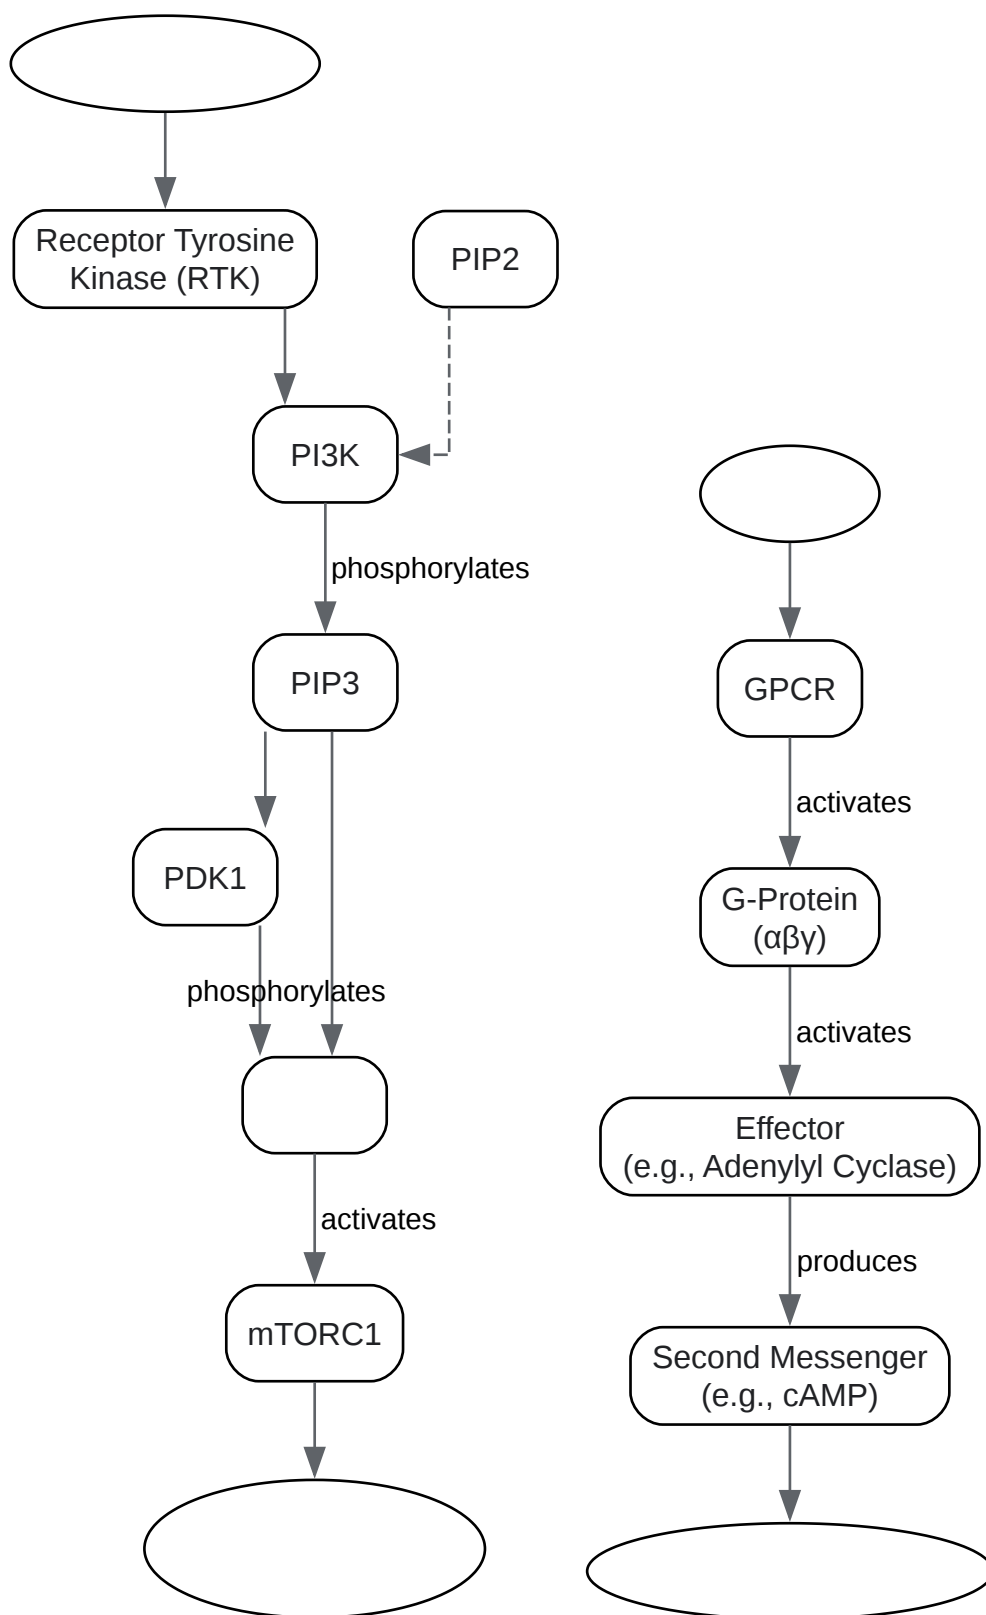 Receptor Tyrosine
Kinase (RTK)
PIP2
PI3K
phosphorylates
PIP3
PDK1
phosphorylates
activates
mTORC1
GPCR
activates
G-Protein
(αβγ)
activates
Effector
(e.g., Adenylyl Cyclase)
produces
Second Messenger
(e.g., cAMP)